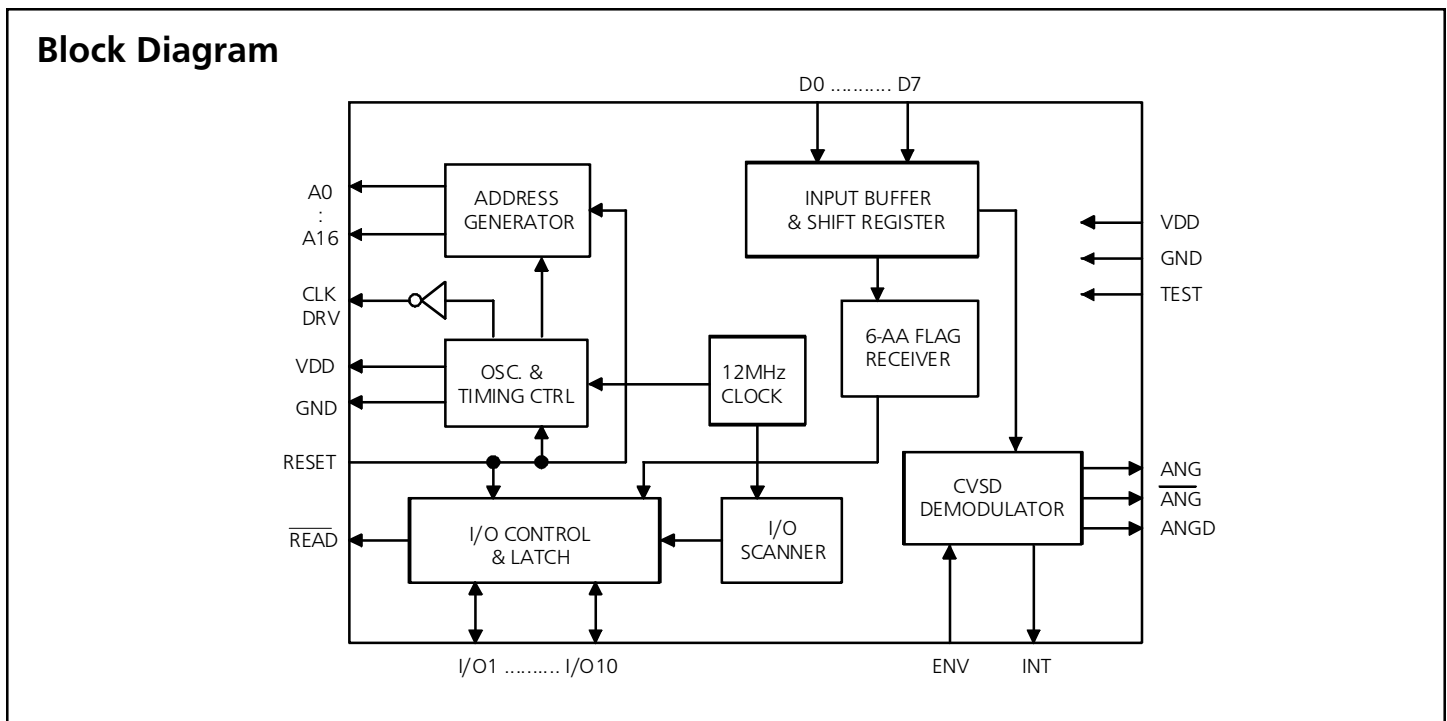 Block Diagram
D0 ........... D7
A0
:
A16
ADDRESS
GENERATOR
INPUT BUFFER
& SHIFT REGISTER
VDD
GND
TEST
CLK
DRV
6-AA FLAG
RECEIVER
VDD
GND
OSC. &
TIMING CTRL
12MHz
CLOCK
RESET
CVSD
DEMODULATOR
ANG
A̅N̅G̅
ANGD
R̅E̅A̅D̅
I/O CONTROL
& LATCH
I/O
SCANNER
I/O1 .......... I/O10
ENV
INT